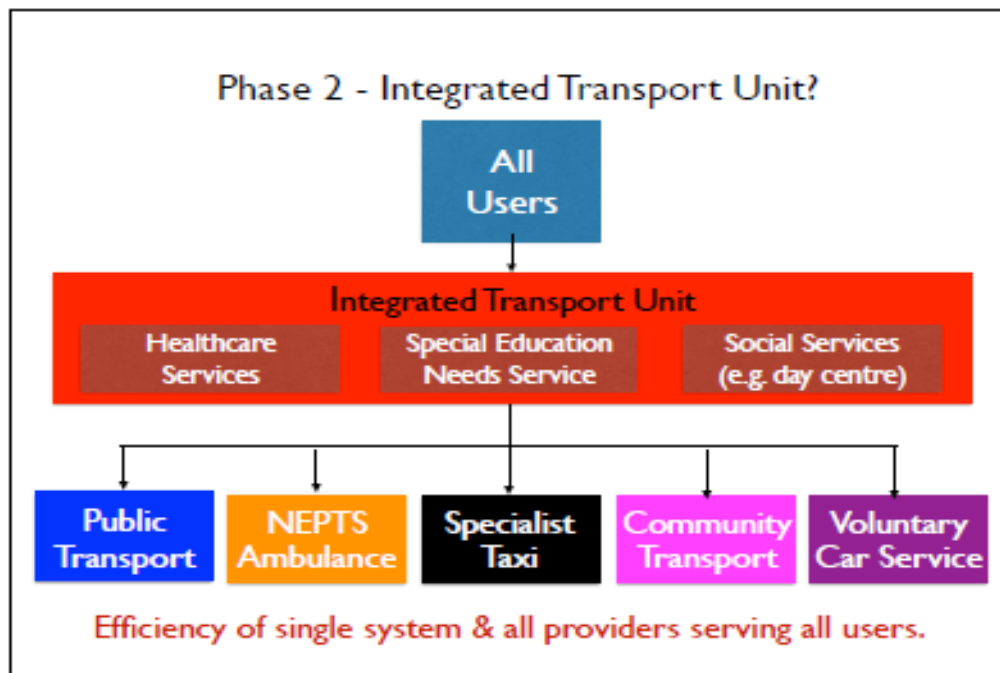 Phase 2 - Integrated Transport Unit?
All
Users
Integrated Transport Unit
Healthcare
Services
Special Education
Needs Service
Social Services
(e.g. day centre)
Public
Transport
NEPTS
Ambulance
Specialist
Taxi
Community
Transport
Voluntary
Car Service
Efficiency of single system & all providers serving all users.